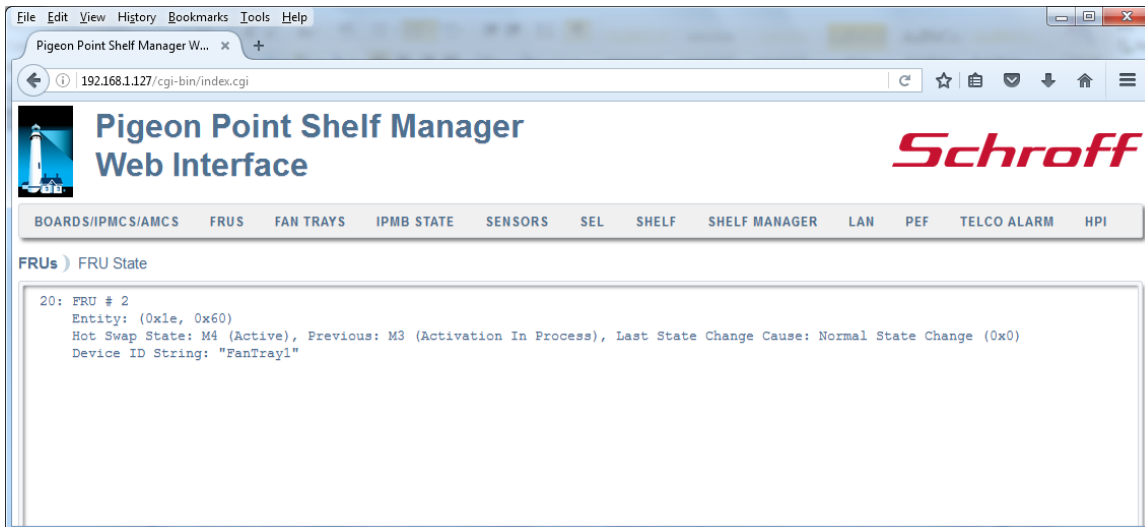 File Edit View History Bookmarks Tools Help
Pigeon Point Shelf Manager W... × +
192.168.1.127/cgi-bin/index.cgi
Pigeon Point Shelf Manager
Web Interface
Schroff
BOARDS/IPMCS/AMCS FRUS FAN TRAYS IPMB STATE SENSORS SEL SHELF SHELF MANAGER LAN PEF TELCO ALARM HPI
FRUs ) FRU State
20: FRU # 2
Entity: (0x1e, 0x60)
Hot Swap State: M4 (Active), Previous: M3 (Activation In Process), Last State Change Cause: Normal State Change (0x0)
Device ID String: "FanTray1"